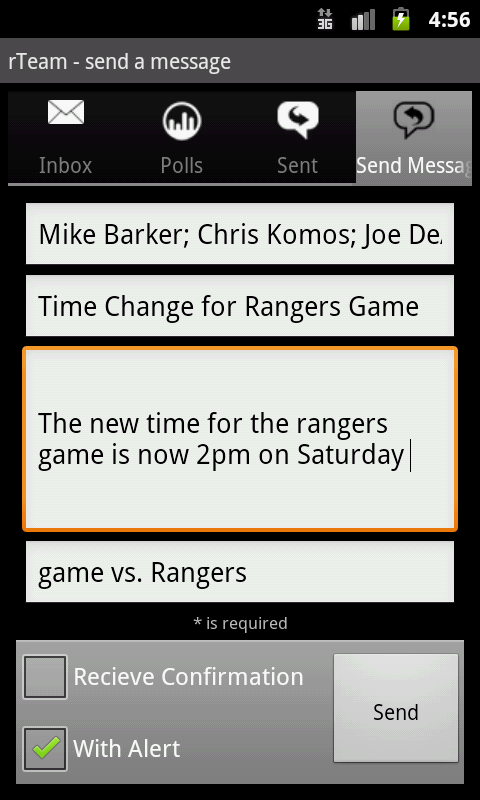 3G 4:56
rTeam - send a message
Inbox Polls Sent Send Messag
Mike Barker; Chris Komos; Joe De
Time Change for Rangers Game
The new time for the rangers
game is now 2pm on Saturday
game vs. Rangers
* is required
Recieve Confirmation
Send
With Alert